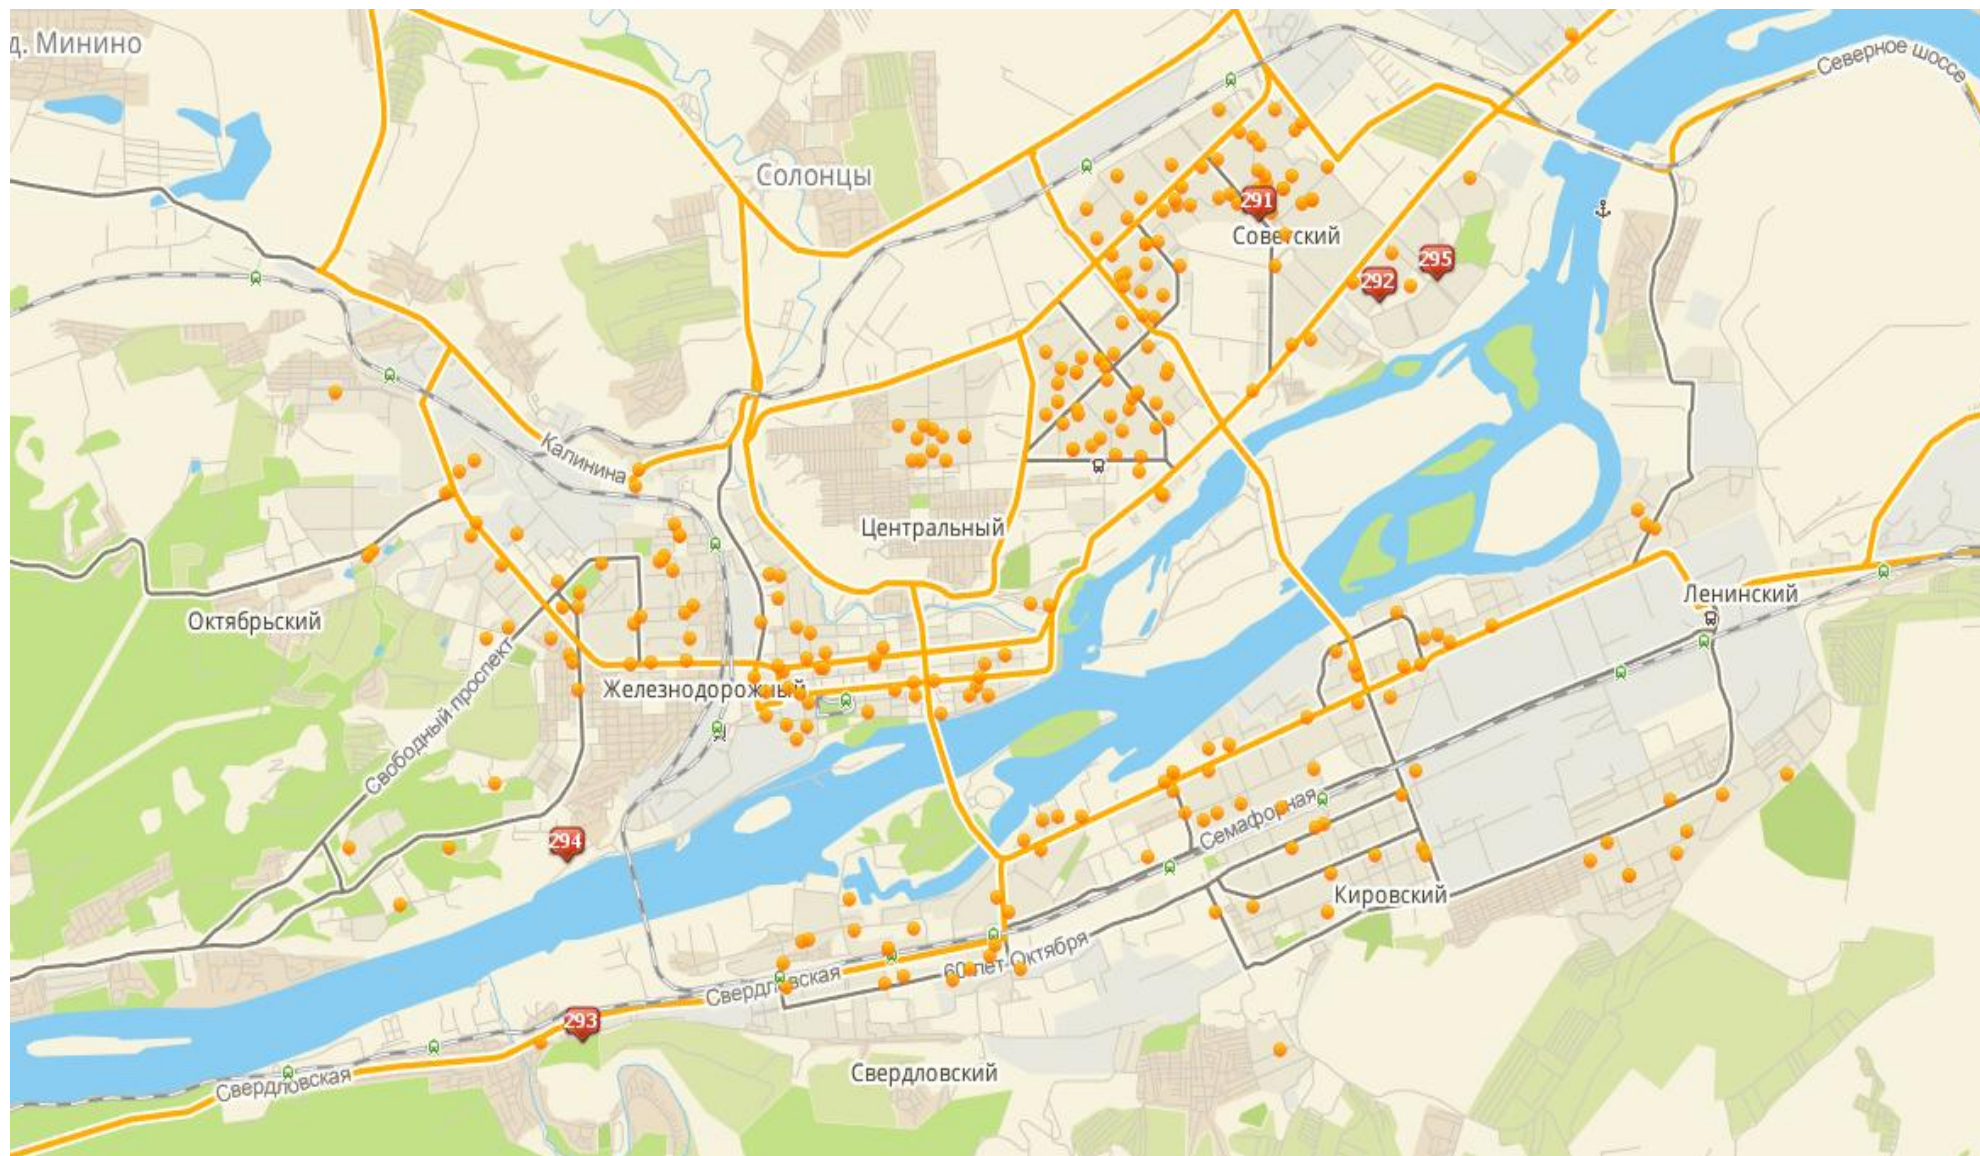 д. Минино
Северное шоссе
Солонцы
291
Советский
295
292
Калинина
Центральный
Ленинский
Октябрьский
Свободный проспект
Железнодорожный
Семафорная
294
Кировский
60 лет Октября
Свердловская
293
Свердловский
Свердловская